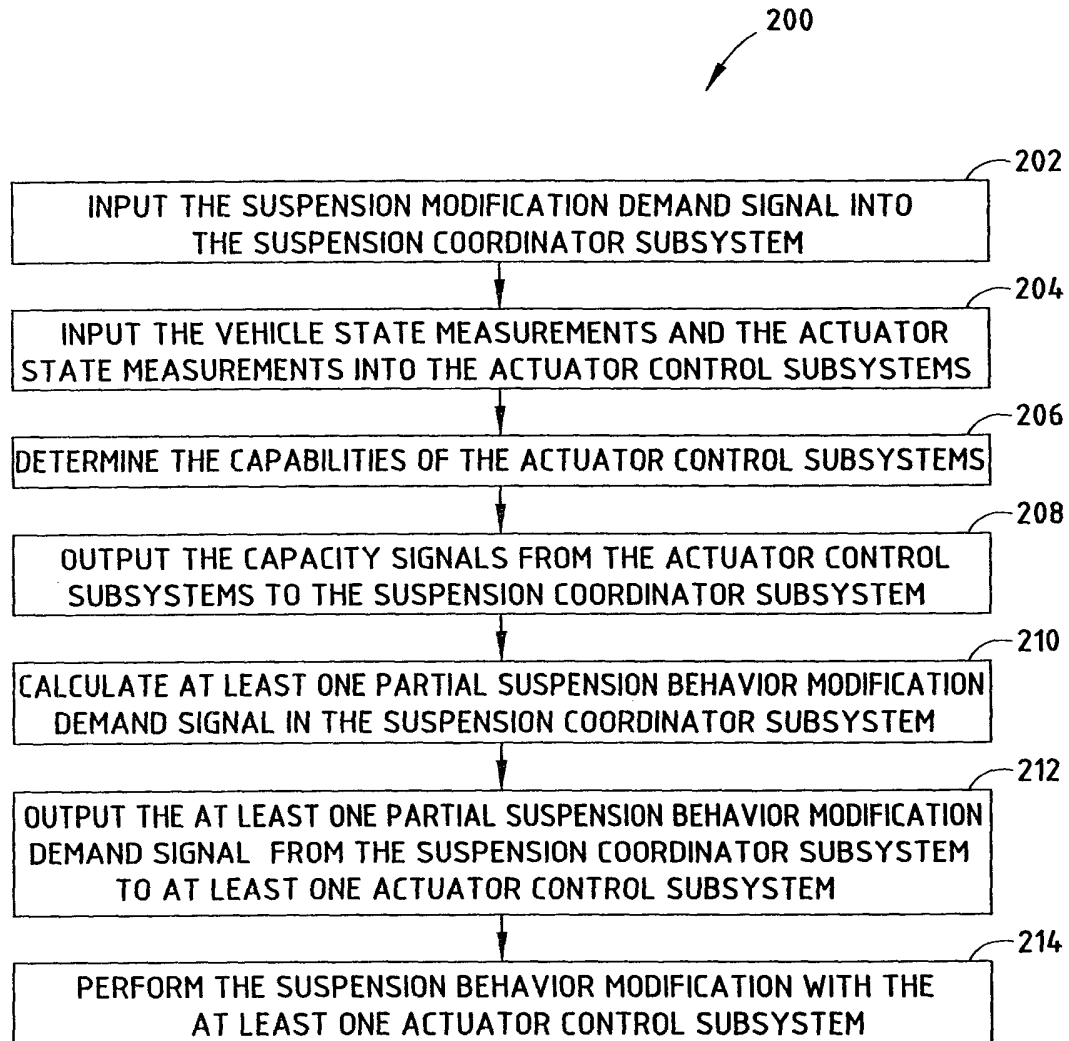 200
202
INPUT THE SUSPENSION MODIFICATION DEMAND SIGNAL INTO
THE SUSPENSION COORDINATOR SUBSYSTEM
204
INPUT THE VEHICLE STATE MEASUREMENTS AND THE ACTUATOR
STATE MEASUREMENTS INTO THE ACTUATOR CONTROL SUBSYSTEMS
206
DETERMINE THE CAPABILITIES OF THE ACTUATOR CONTROL SUBSYSTEMS
208
OUTPUT THE CAPACITY SIGNALS FROM THE ACTUATOR CONTROL
SUBSYSTEMS TO THE SUSPENSION COORDINATOR SUBSYSTEM
210
CALCULATE AT LEAST ONE PARTIAL SUSPENSION BEHAVIOR MODIFICATION
DEMAND SIGNAL IN THE SUSPENSION COORDINATOR SUBSYSTEM
212
OUTPUT THE AT LEAST ONE PARTIAL SUSPENSION BEHAVIOR MODIFICATION
DEMAND SIGNAL FROM THE SUSPENSION COORDINATOR SUBSYSTEM
TO AT LEAST ONE ACTUATOR CONTROL SUBSYSTEM
214
PERFORM THE SUSPENSION BEHAVIOR MODIFICATION WITH THE
AT LEAST ONE ACTUATOR CONTROL SUBSYSTEM